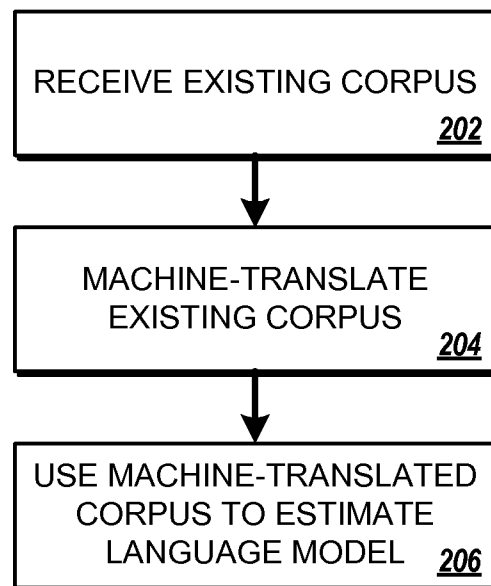 RECEIVE EXISTING CORPUS
202
MACHINE-TRANSLATE
EXISTING CORPUS
204
USE MACHINE-TRANSLATED
CORPUS TO ESTIMATE
LANGUAGE MODEL
206